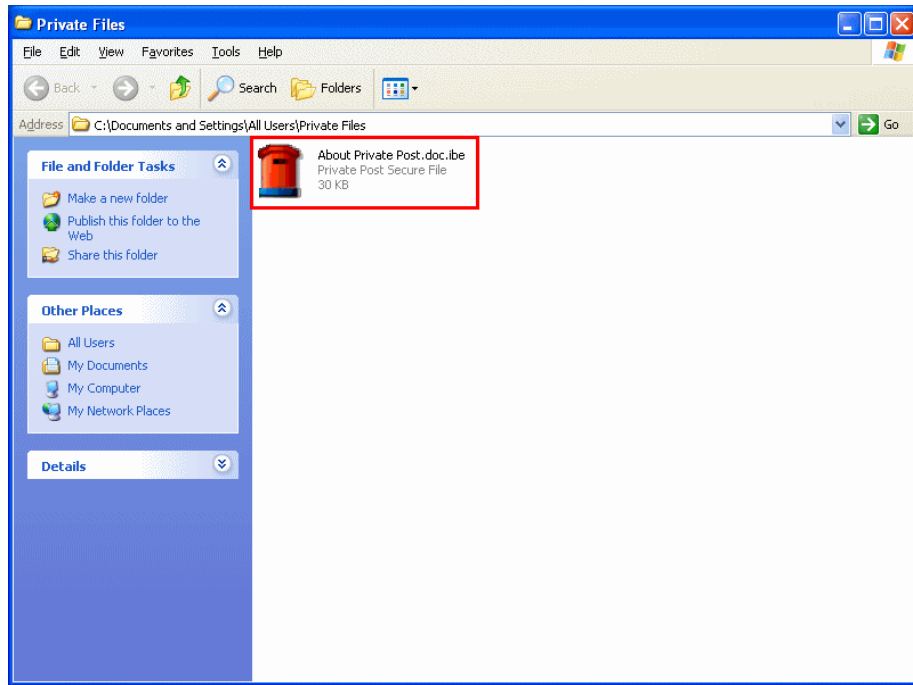 Private Files
File Edit View Favorites Tools Help
Back Search Folders
Address C:\Documents and Settings\All Users\Private Files Go
File and Folder Tasks
Make a new folder
Publish this folder to the
Web
Share this folder
Other Places
All Users
My Documents
My Computer
My Network Places
Details
About Private Post.doc.ibe
Private Post Secure File
30 KB